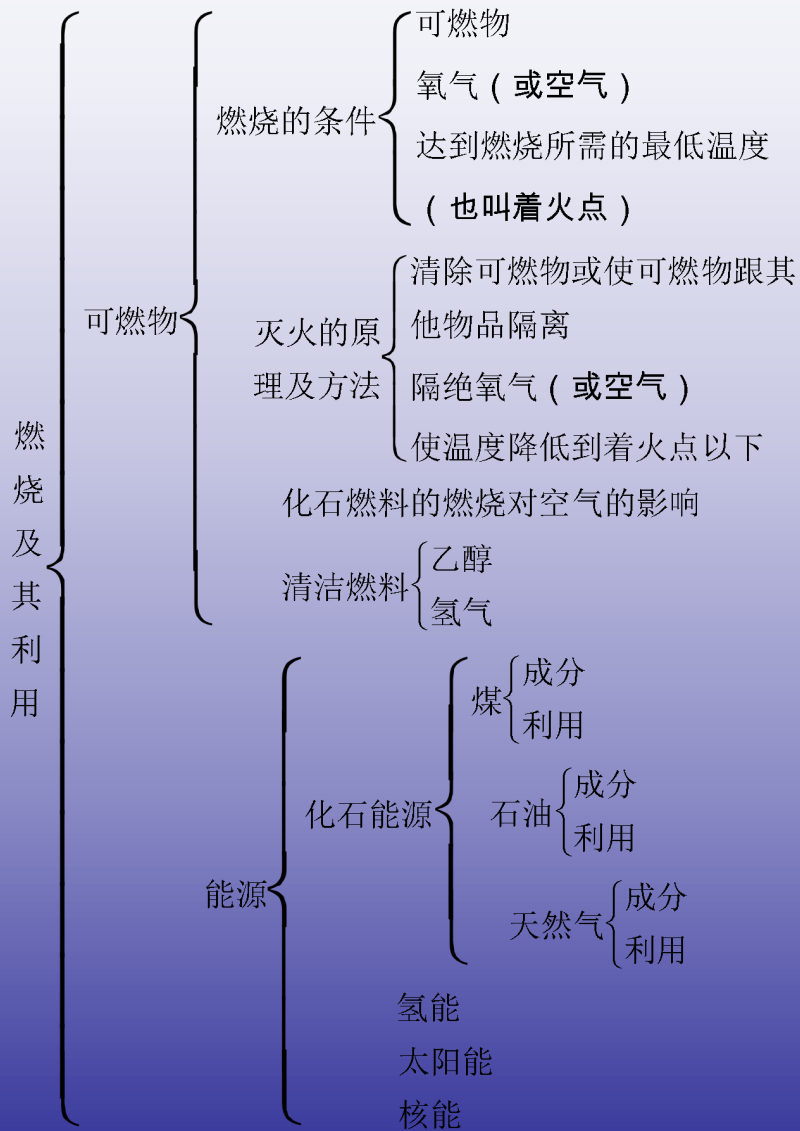 燃烧及其利用
可燃物
燃烧的条件
可燃物
氧气（或空气）
达到燃烧所需的最低温度
（也叫着火点）
灭火的原
理及方法
清除可燃物或使可燃物跟其
他物品隔离
隔绝氧气（或空气）
使温度降低到着火点以下
化石燃料的燃烧对空气的影响
清洁燃料
乙醇
氢气
能源
化石能源
煤
成分
利用
石油
成分
利用
天然气
成分
利用
氢能
太阳能
核能